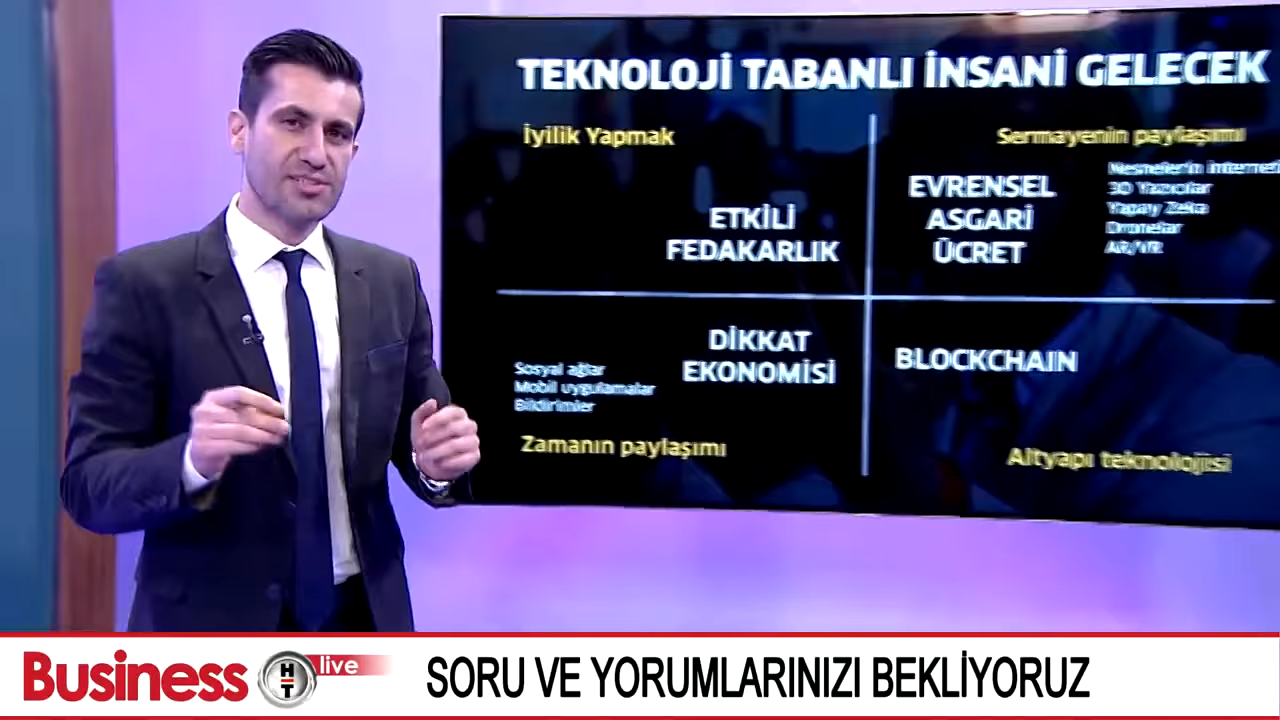 TEKNOLOJİ TABANLI İNSANİ GELECEK
İyilik Yapmak
Sermayenin paylaşımı
ETKİLİ
FEDAKARLIK
EVRENSEL
ASGARİ
ÜCRET
Nesnelerin interneti
3D Yazıcılar
Yapay Zeka
Dronelar
AR/VR
DİKKAT
EKONOMİSİ
Sosyal ağlar
Mobil uygulamalar
Bildirimler
Zamanın paylaşımı
BLOCKCHAIN
Altyapı teknolojisi
Business HT live
SORU VE YORUMLARINIZI BEKLİYORUZ